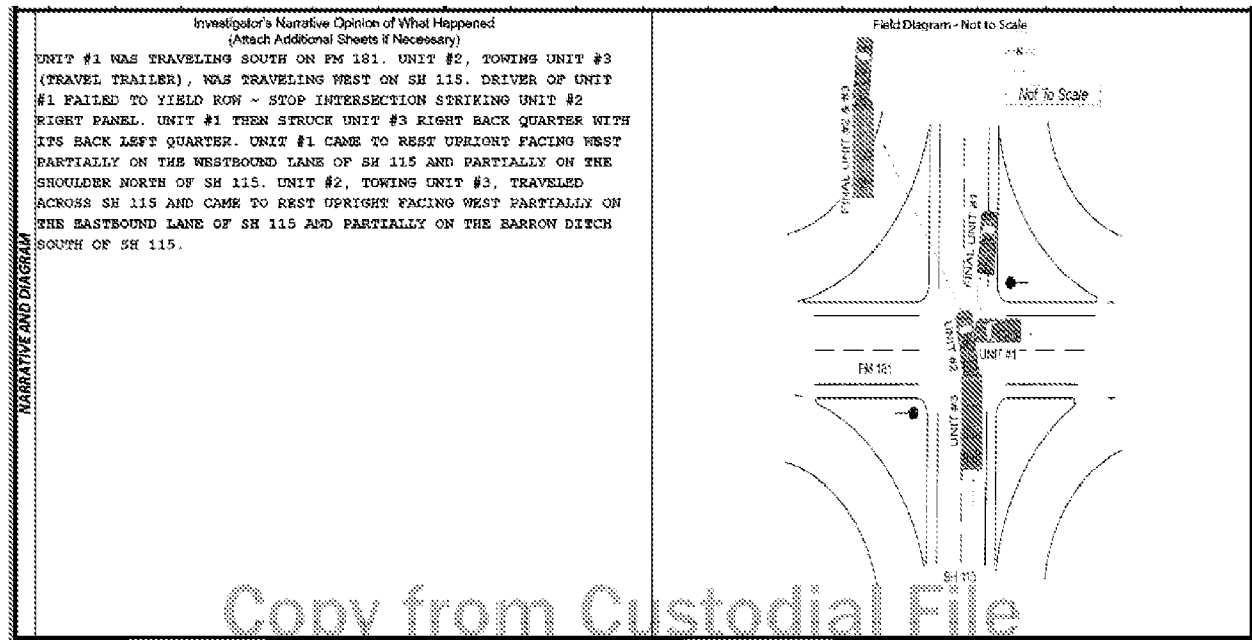 Investigator's Narrative Opinion of What Happened
(Attach Additional Sheets if Necessary)
UNIT #1 WAS TRAVELING SOUTH ON FM 181. UNIT #2, TOWING UNIT #3
(TRAVEL TRAILER), WAS TRAVELING WEST ON SH 115. DRIVER OF UNIT
#1 FAILED TO YIELD ROW ~ STOP INTERSECTION STRIKING UNIT #2
RIGHT PANEL. UNIT #1 THEN STRUCK UNIT #3 RIGHT BACK QUARTER WITH
ITS BACK LEFT QUARTER. UNIT #1 CAME TO REST UPRIGHT FACING WEST
PARTIALLY ON THE WESTBOUND LANE OF SH 115 AND PARTIALLY ON THE
SHOULDER NORTH OF SH 115. UNIT #2, TOWING UNIT #3, TRAVELED
ACROSS SH 115 AND CAME TO REST UPRIGHT FACING WEST PARTIALLY ON
THE EASTBOUND LANE OF SH 115 AND PARTIALLY ON THE BARROW DITCH
SOUTH OF SH 115.
NARRATIVE AND DIAGRAM
Field Diagram - Not to Scale
Not To Scale
FINAL UNIT #2 & #3
FINAL UNIT #1
UNIT #2
UNIT #1
FM 181
UNIT #3
SH 115
Copy from Custodial File